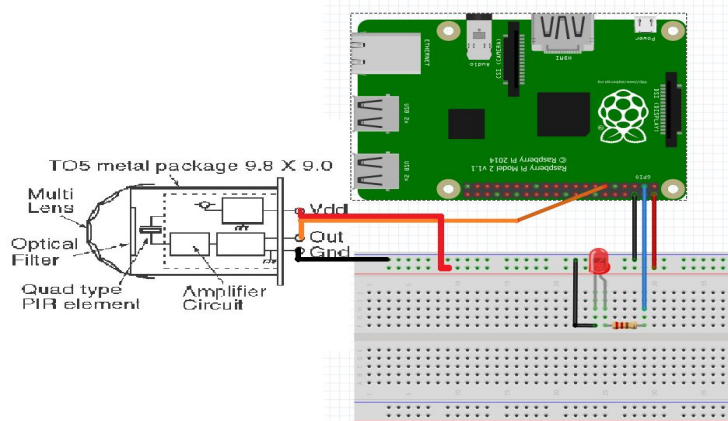 TO5 metal package 9.8 X 9.0
Multi
Lens
Optical
Filter
Quad type
PIR element
Amplifier
Circuit
Vdd
Out
Gnd
ETHERNET
USB 2x
USB 2x
Audio
CSI (CAMERA)
HDMI
Power
DSI (DISPLAY)
GPIO
Raspberry Pi Model 2 v1.1
© Raspberry Pi 2014